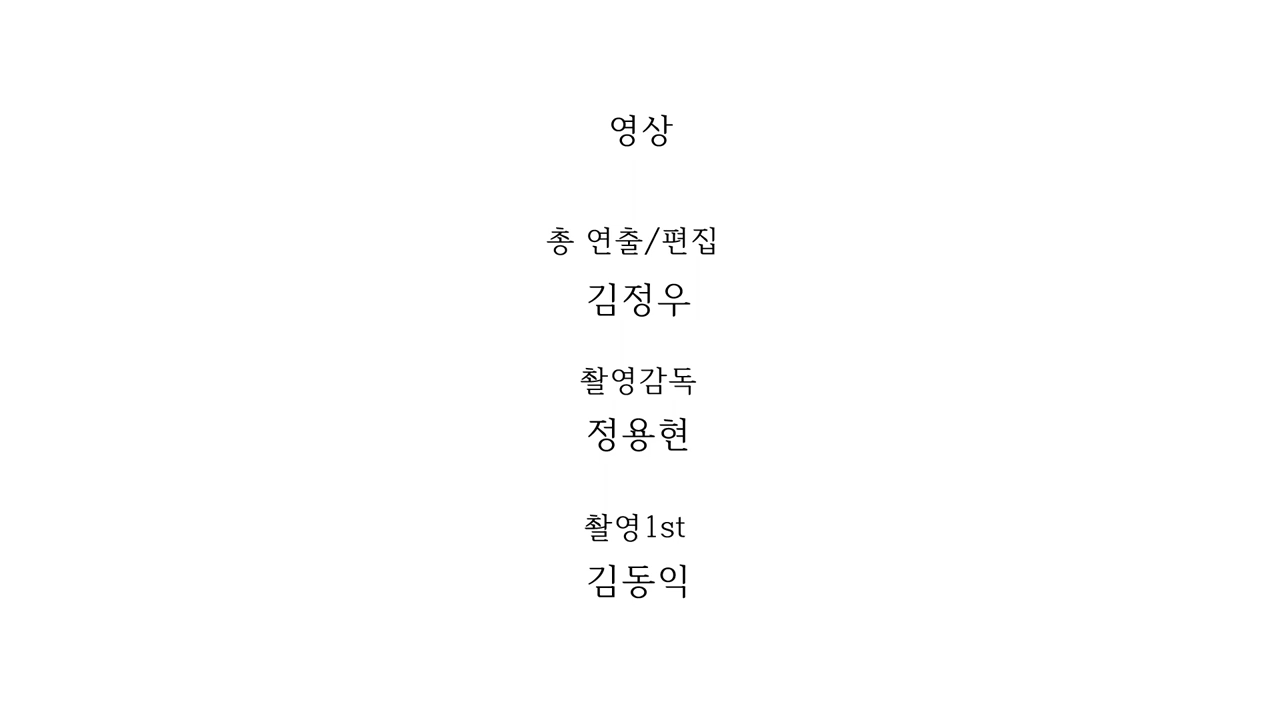 영상
총 연출/편집
김정우
촬영감독
정용현
촬영1st
김동익